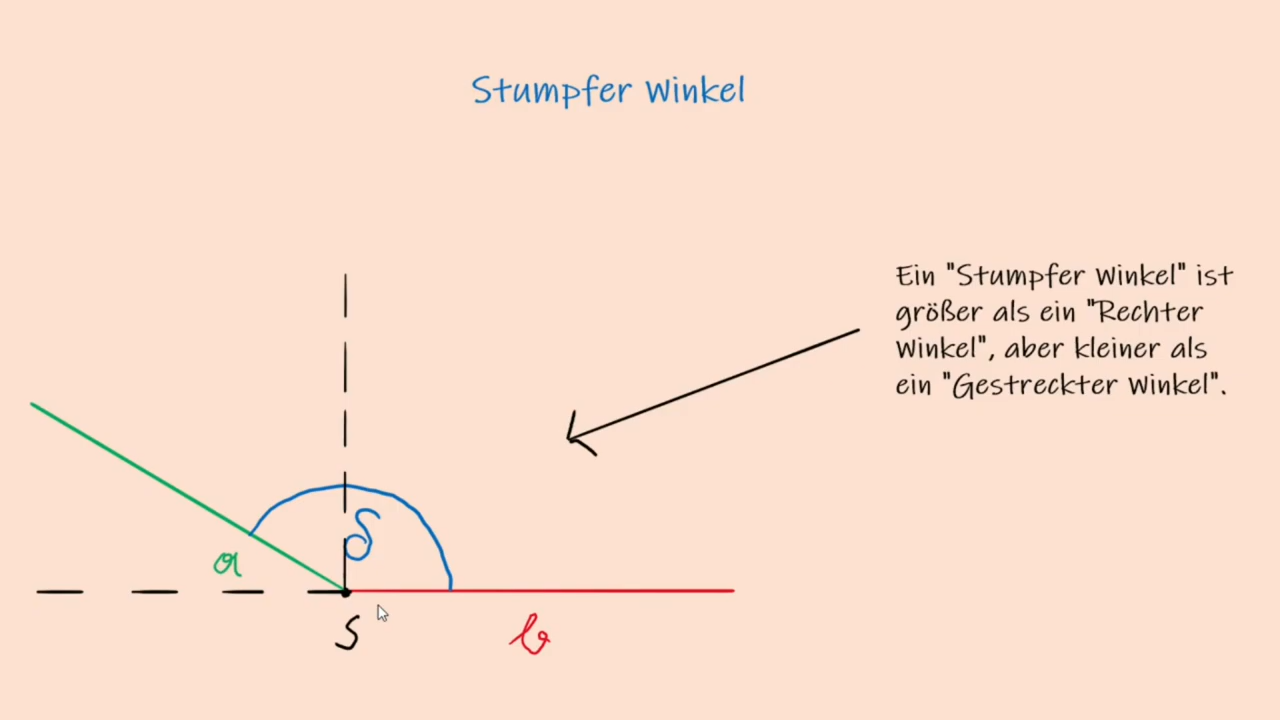 Stumpfer Winkel
Ein "Stumpfer Winkel" ist
größer als ein "Rechter
Winkel", aber kleiner als
ein "Gestreckter Winkel".
δ
a
S
b